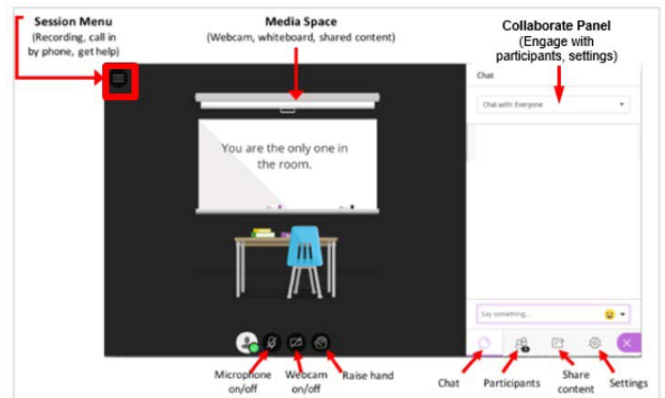 Session Menu
(Recording, call in
by phone, get help)
Media Space
(Webcam, whiteboard, shared content)
Collaborate Panel
(Engage with
participants, settings)
Chat
Chat with: Everyone
You are the only one in
the room.
Say something...
Microphone
on/off
Webcam
on/off
Raise hand
Chat
Participants
Share
content
Settings